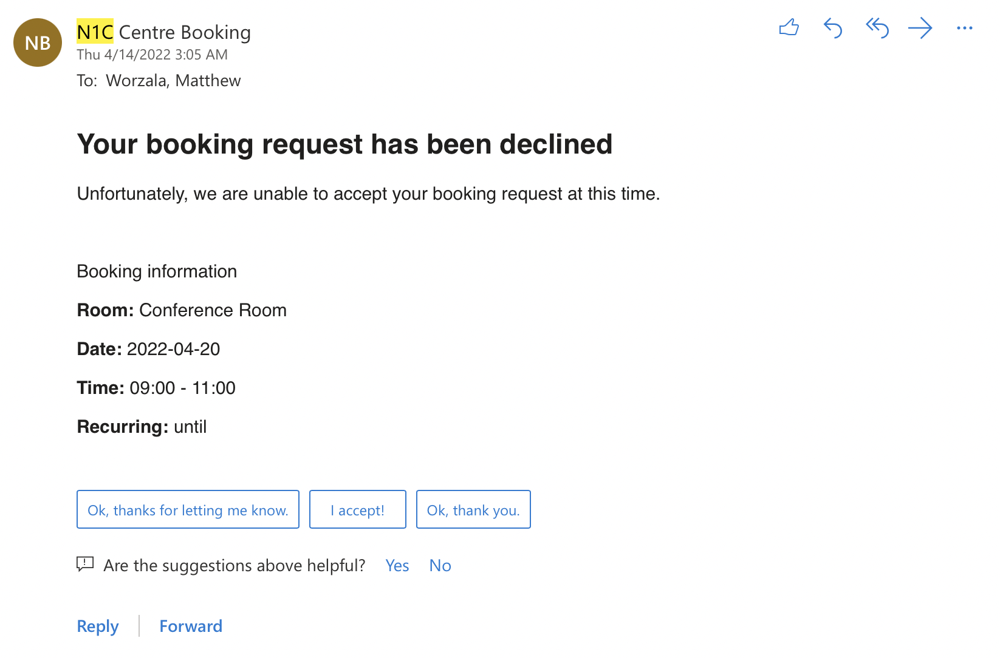 NB
N1C Centre Booking
Thu 4/14/2022 3:05 AM
To: Worzala, Matthew
Your booking request has been declined
Unfortunately, we are unable to accept your booking request at this time.
Booking information
Room: Conference Room
Date: 2022-04-20
Time: 09:00 - 11:00
Recurring: until
Ok, thanks for letting me know. I accept! Ok, thank you.
Are the suggestions above helpful? Yes No
Reply Forward